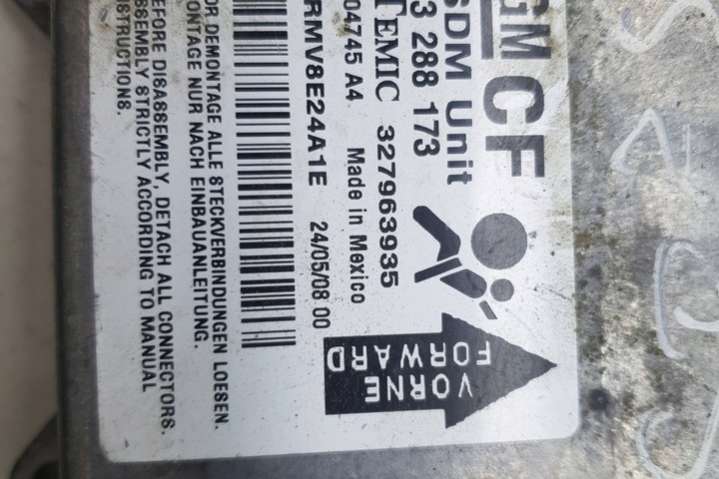 GM CF
SDM Unit
3 288 173
TEMIC 327963935
04745 A4 Made in Mexico
RMV8E24A1E 24/05/08 00
VORNE
FORWARD
OR DEMONTAGE ALLE STECKVERBINDUNGEN LOESEN.
ONTAGE NUR NACH EINBAUANLEITUNG.
EFORE DISASSEMBLY, DETACH ALL CONNECTORS.
SSEMBLY STRICTLY ACCORDING TO MANUAL
NSTRUCTIONS.